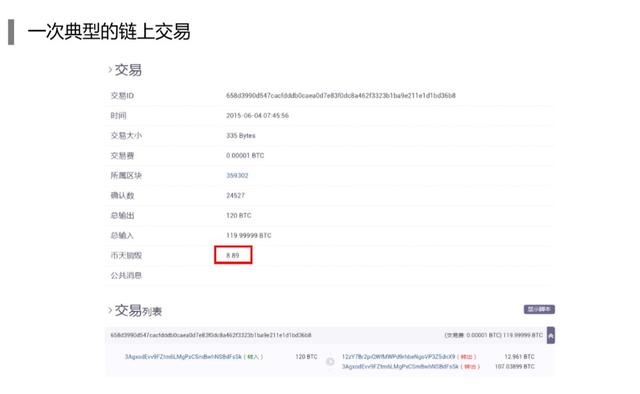 一次典型的链上交易
交易
交易ID 658d3990d547cacfdddb0caea0d7e83f0dc8a462f3323b1ba9e211e1d1bd36b8
时间 2015-06-04 07:45:56
交易大小 335 Bytes
交易费 0.00001 BTC
所属区块 359302
确认数 24527
总输出 120 BTC
总输入 119.99999 BTC
币天销毁 8.89
公共消息
交易列表 显示脚本
658d3990d547cacfdddb0caea0d7e83f0dc8a462f3323b1ba9e211e1d1bd36b8 (交易费: 0.00001 BTC) 119.99999 BTC
3AgxodEvv9FZtm6LMgPxCSmBwhNSBdFsSk (转入) 120 BTC 12zY7Br2piQWfMWPd9nhbeNgoVP3Z5dxX9 (转出) 12.961 BTC
3AgxodEvv9FZtm6LMgPxCSmBwhNSBdFsSk (转出) 107.03899 BTC